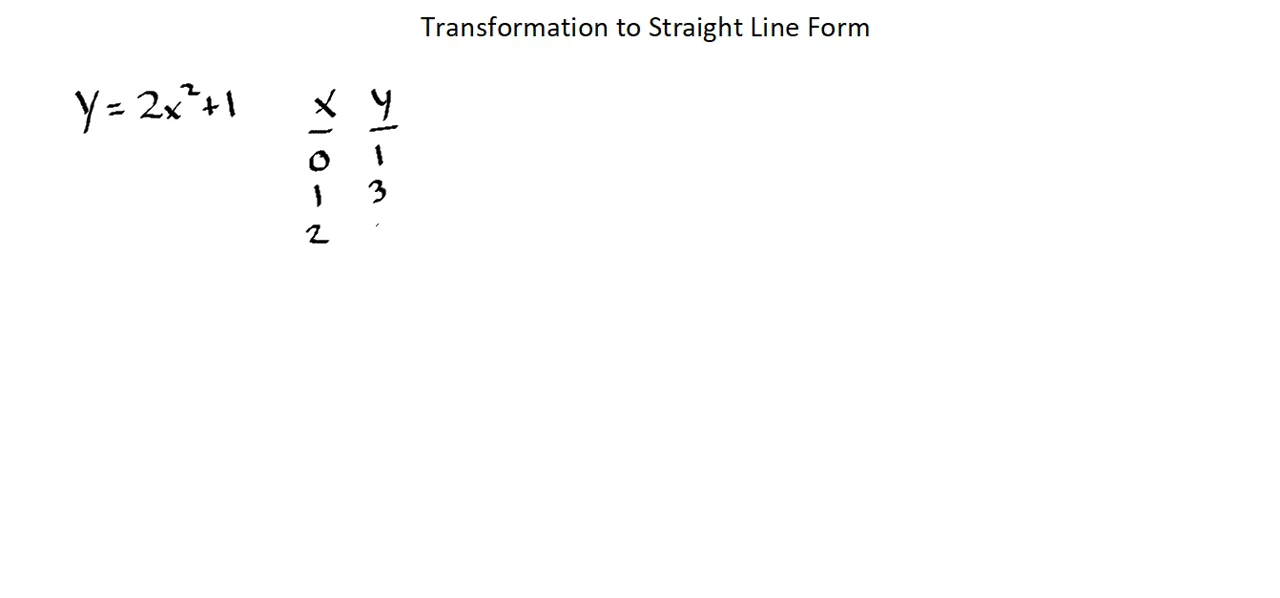 Transformation to Straight Line Form
y = 2x²+1 x y
0 1
1 3
2